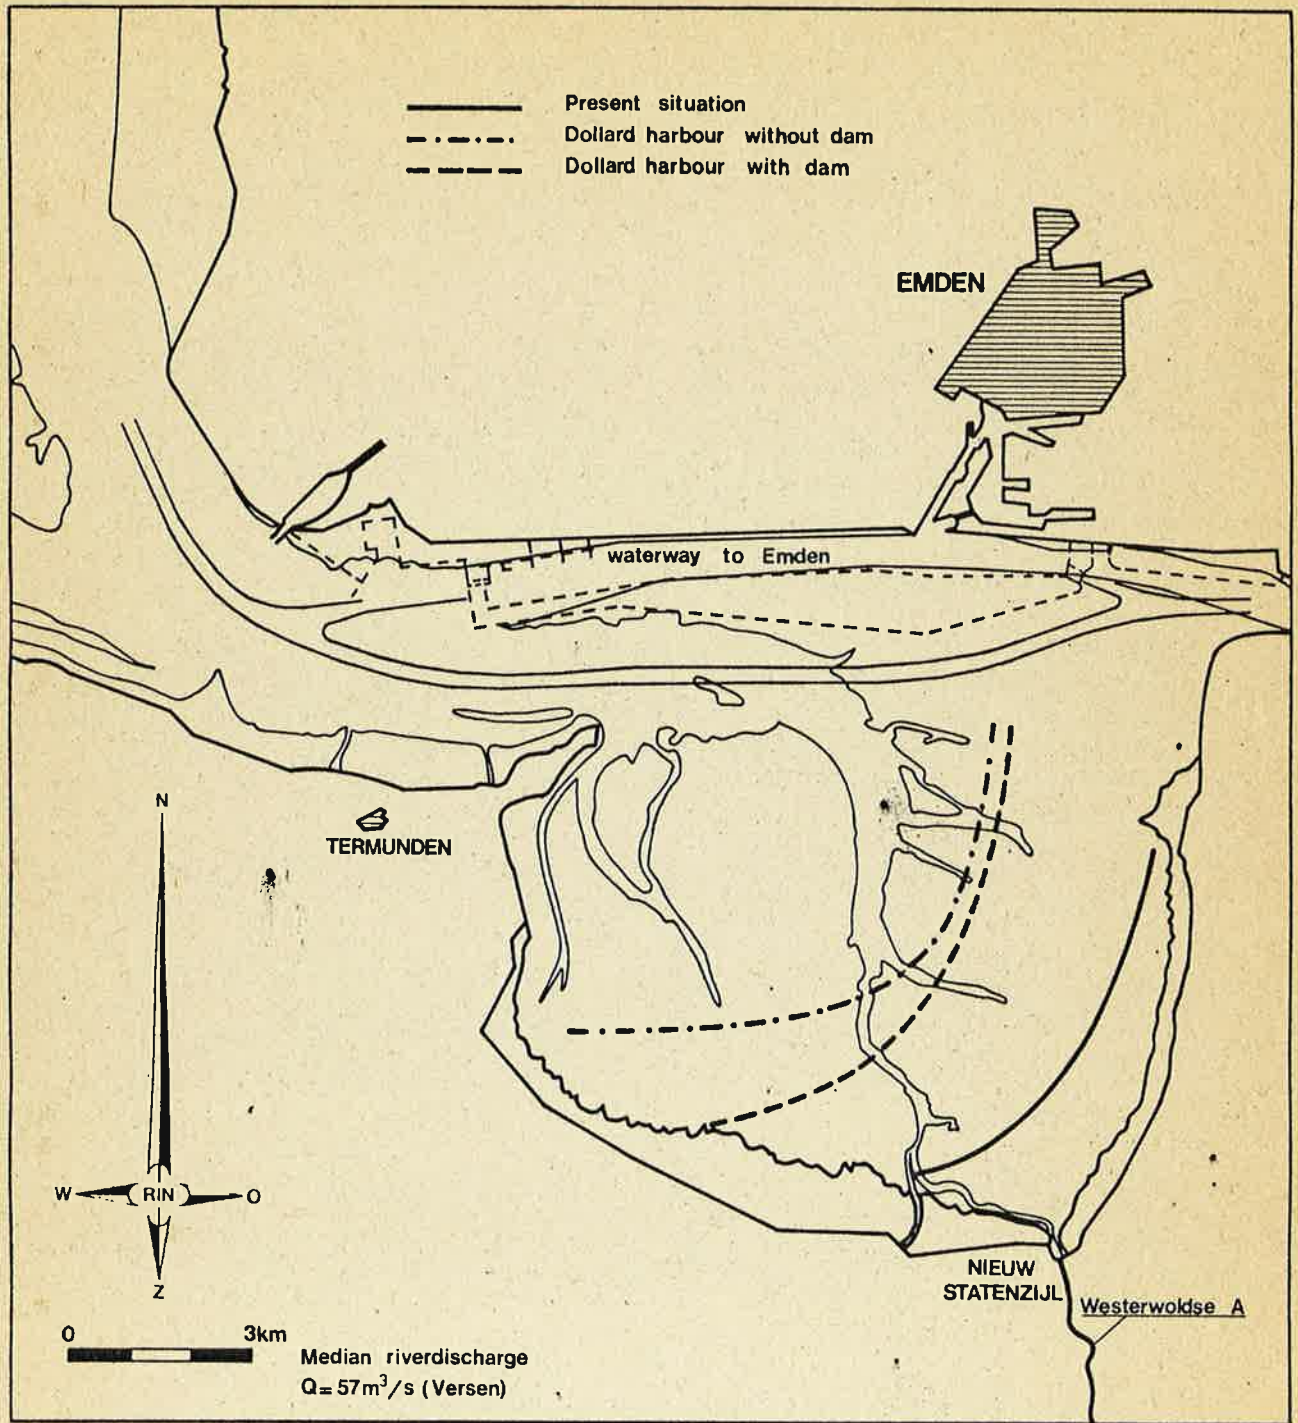 Present situation
Dollard harbour without dam
Dollard harbour with dam
EMDEN
waterway to Emden
N
TERMUNDEN
W RIN O
Z
NIEUW
STATENZIJL
Westerwoldse A
0 3km
Median riverdischarge
Q=57m³/s (Versen)